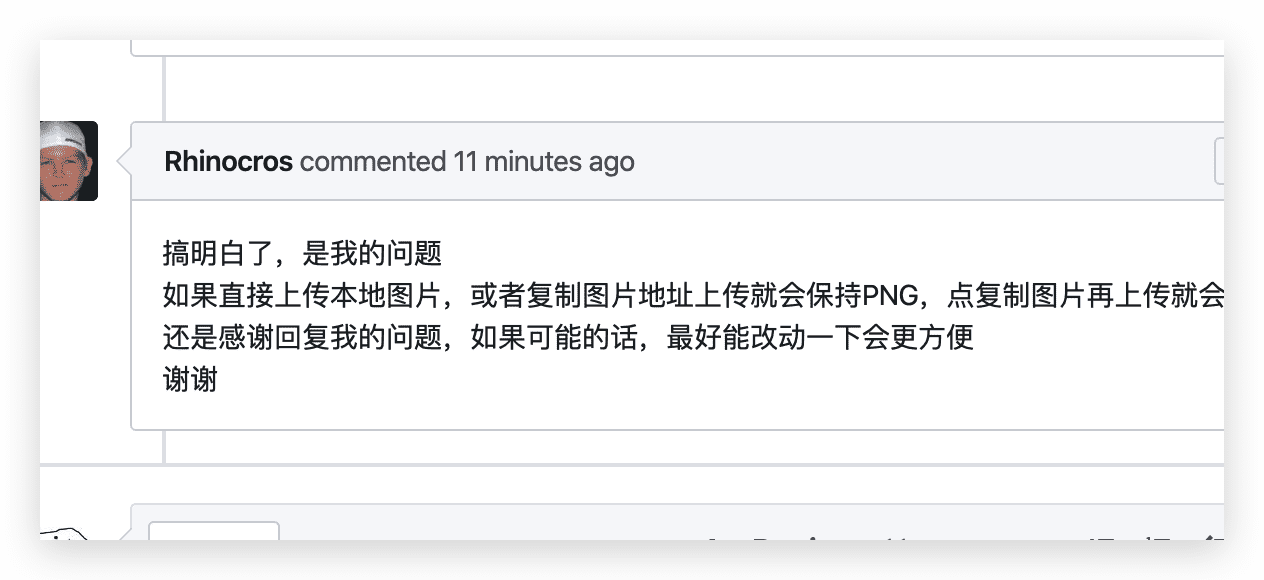 Rhinocros commented 11 minutes ago
搞明白了，是我的问题
如果直接上传本地图片，或者复制图片地址上传就会保持PNG，点复制图片再上传就会
还是感谢回复我的问题，如果可能的话，最好能改动一下会更方便
谢谢